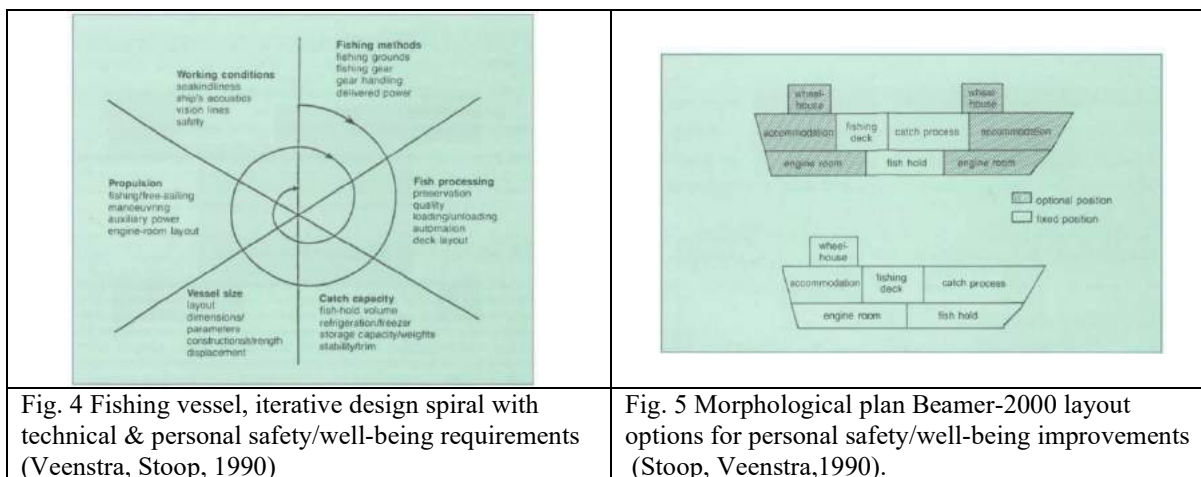 Fishing methods
fishing grounds
fishing gear
gear handling
delivered power
Working conditions
seakindliness
ship's acoustics
vision lines
safety
Propulsion
fishing/free-sailing
manoeuvring
auxiliary power
engine-room layout
Fish processing
preservation
quality
loading/unloading
automation
deck layout
Vessel size
layout
dimensions/
parameters
construction/strength
displacement
Catch capacity
fish-hold volume
refrigeration/freezer
storage capacity/weights
stability/trim
Fig. 4 Fishing vessel, iterative design spiral with
technical & personal safety/well-being requirements
(Veenstra, Stoop, 1990)
wheel-
house
wheel-
house
accommodation
fishing
deck
catch process
accommodation
engine room
fish hold
engine room
optional position
fixed position
wheel-
house
accommodation
fishing
deck
catch process
engine room
fish hold
Fig. 5 Morphological plan Beamer-2000 layout
options for personal safety/well-being improvements
(Stoop, Veenstra,1990).